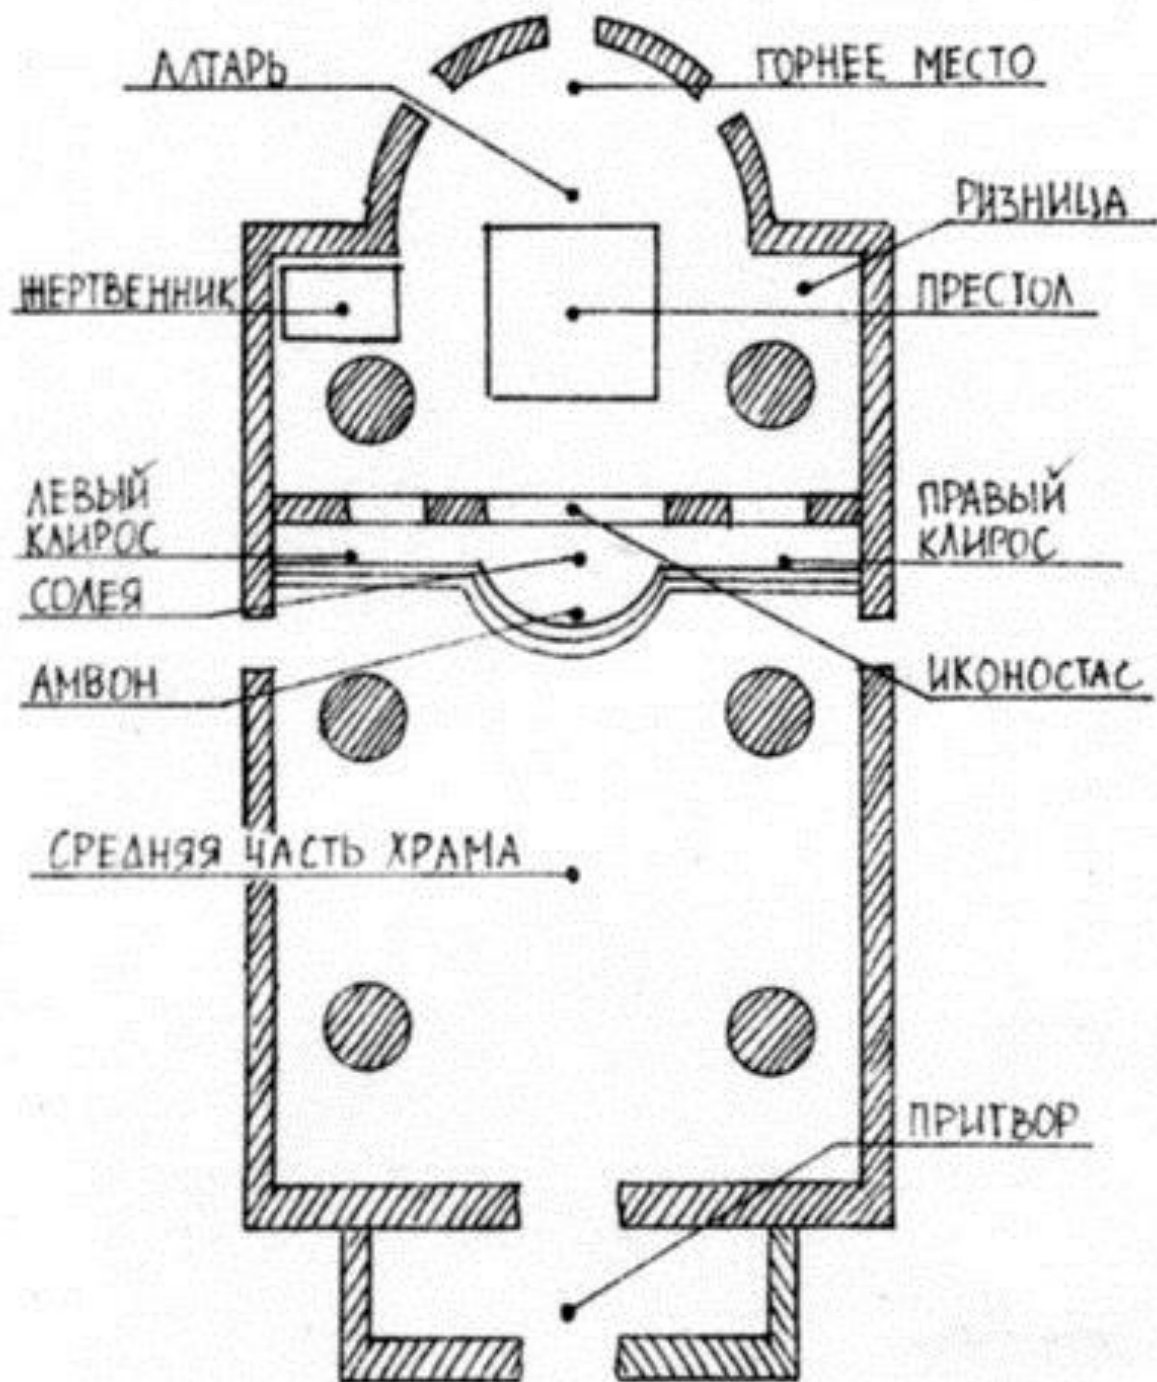 АЛТАРЬ
ГОРНЕЕ МЕСТО
РИЗНИЦА
ЖЕРТВЕННИК
ПРЕСТОЛ
ЛЕВЫЙ
КЛИРОС
ПРАВЫЙ
КЛИРОС
СОЛЕЯ
АМВОН
ИКОНОСТАС
СРЕДНЯЯ ЧАСТЬ ХРАМА
ПРИТВОР